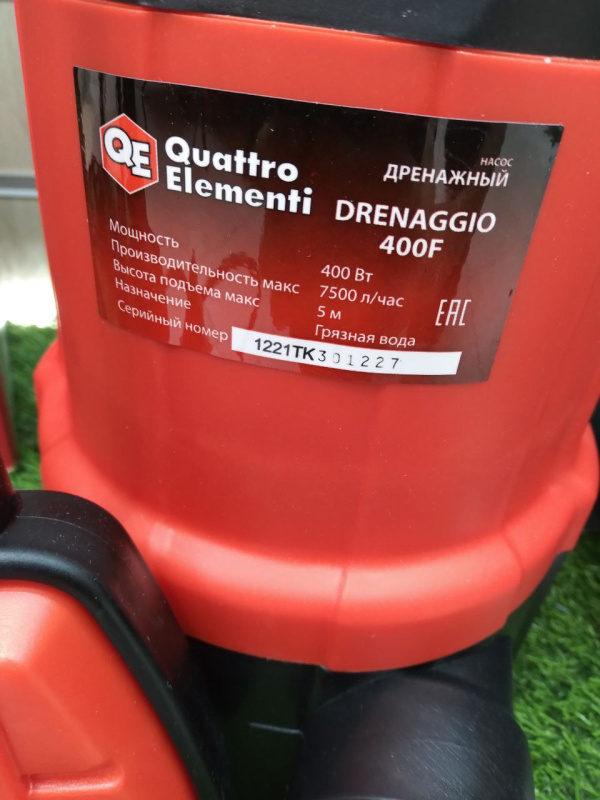 QE Quattro Elementi
НАСОС
ДРЕНАЖНЫЙ
DRENAGGIO
400F
Мощность 400 Вт
Производительность макс 7500 л/час
Высота подъема макс 5 м
Назначение Грязная вода
Серийный номер 1221TK301227
EAC